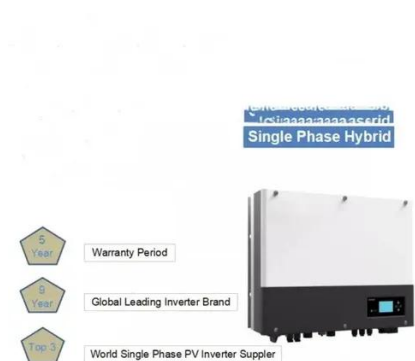 Single Phase Hybrid
5
Year
Warranty Period
9
Year
Global Leading Inverter Brand
Top 3
World Single Phase PV Inverter Suppler